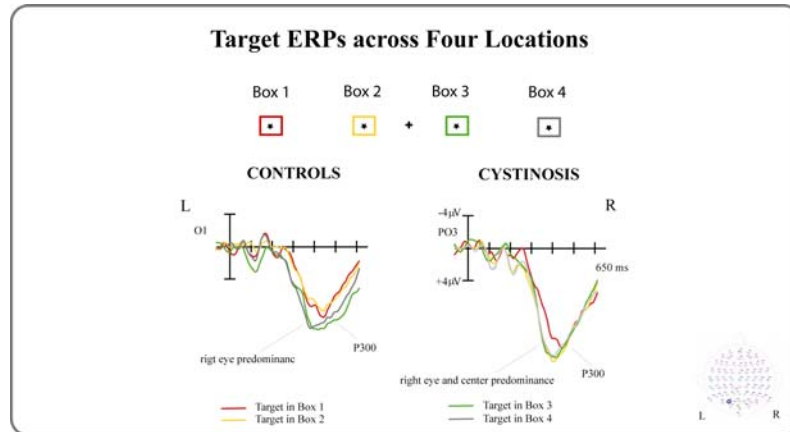 Target ERPs across Four Locations
Box 1 Box 2 Box 3 Box 4
* * + * *
CONTROLS CYSTINOSIS
L R
O1 -4µV
PO3
650 ms
+4µV
P300
rigt eye predominanc
P300
right eye and center predominance
Target in Box 1 Target in Box 3
Target in Box 2 Target in Box 4
L R